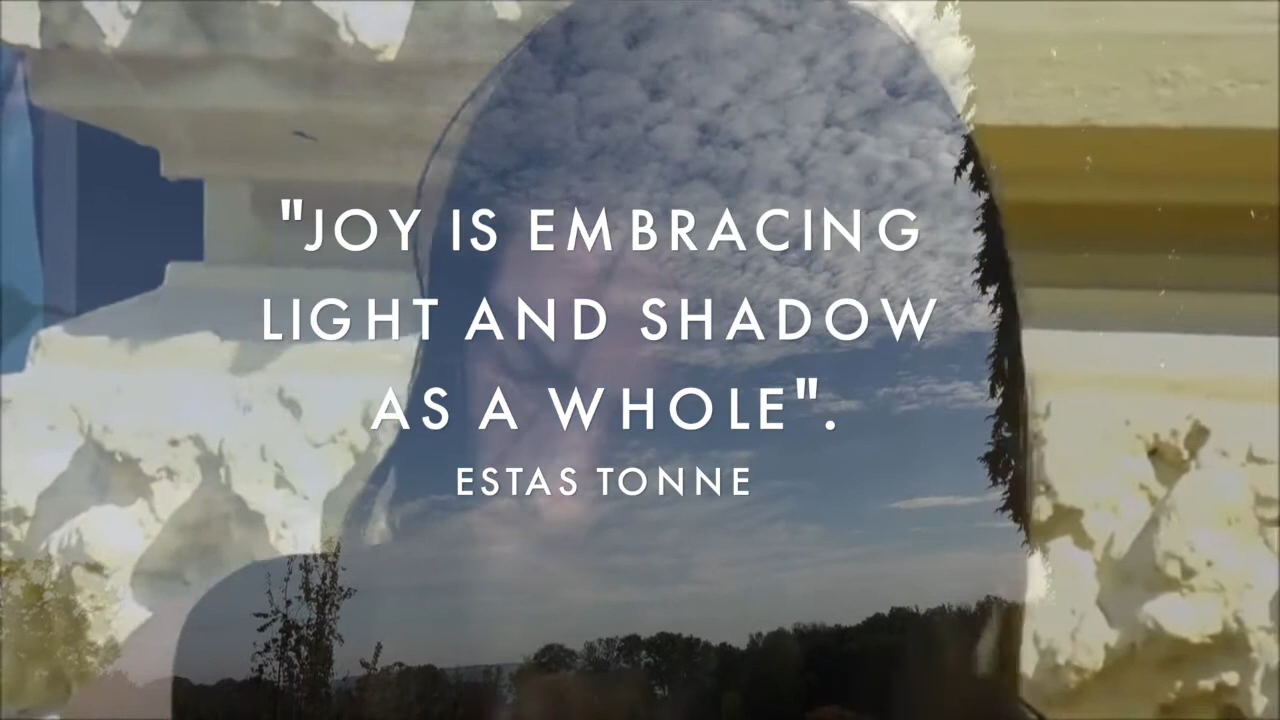 "JOY IS EMBRACING
LIGHT AND SHADOW
AS A WHOLE".
ESTAS TONNE